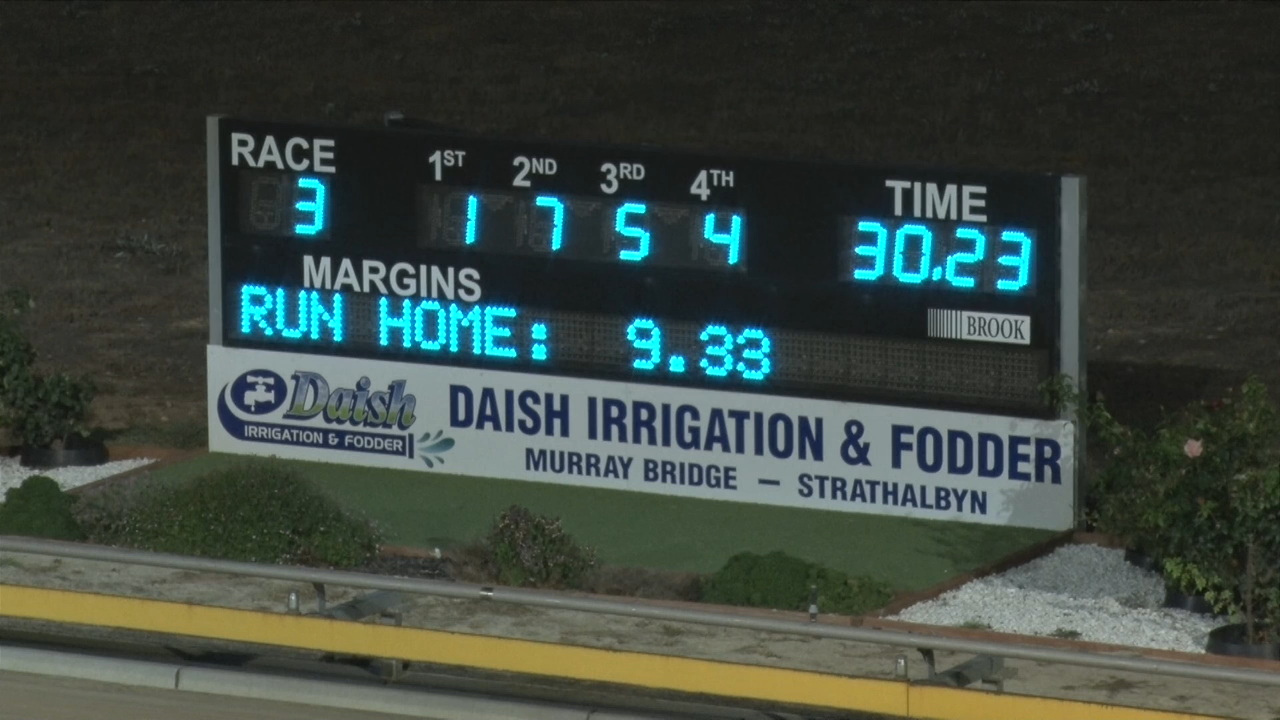 RACE 1ST 2ND 3RD 4TH TIME
3 1 7 5 4 30.23
MARGINS
RUN HOME: 9.33
BROOK
Daish
IRRIGATION & FODDER
DAISH IRRIGATION & FODDER
MURRAY BRIDGE – STRATHALBYN